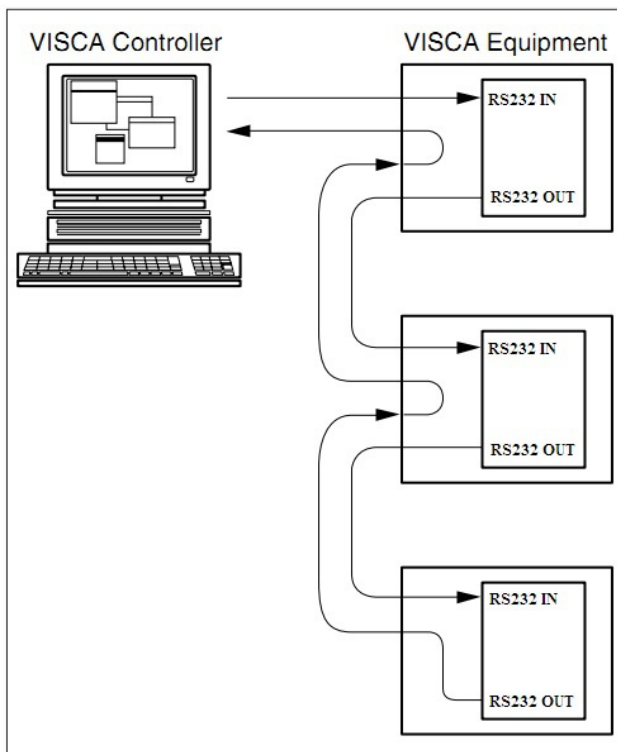 VISCA Controller
VISCA Equipment
RS232 IN
RS232 OUT
RS232 IN
RS232 OUT
RS232 IN
RS232 OUT